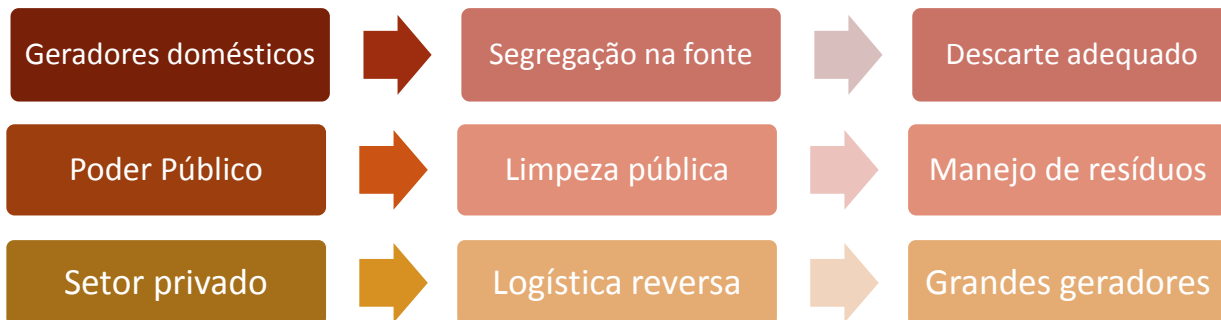 Geradores domésticos
Segregação na fonte
Descarte adequado
Poder Público
Limpeza pública
Manejo de resíduos
Setor privado
Logística reversa
Grandes geradores